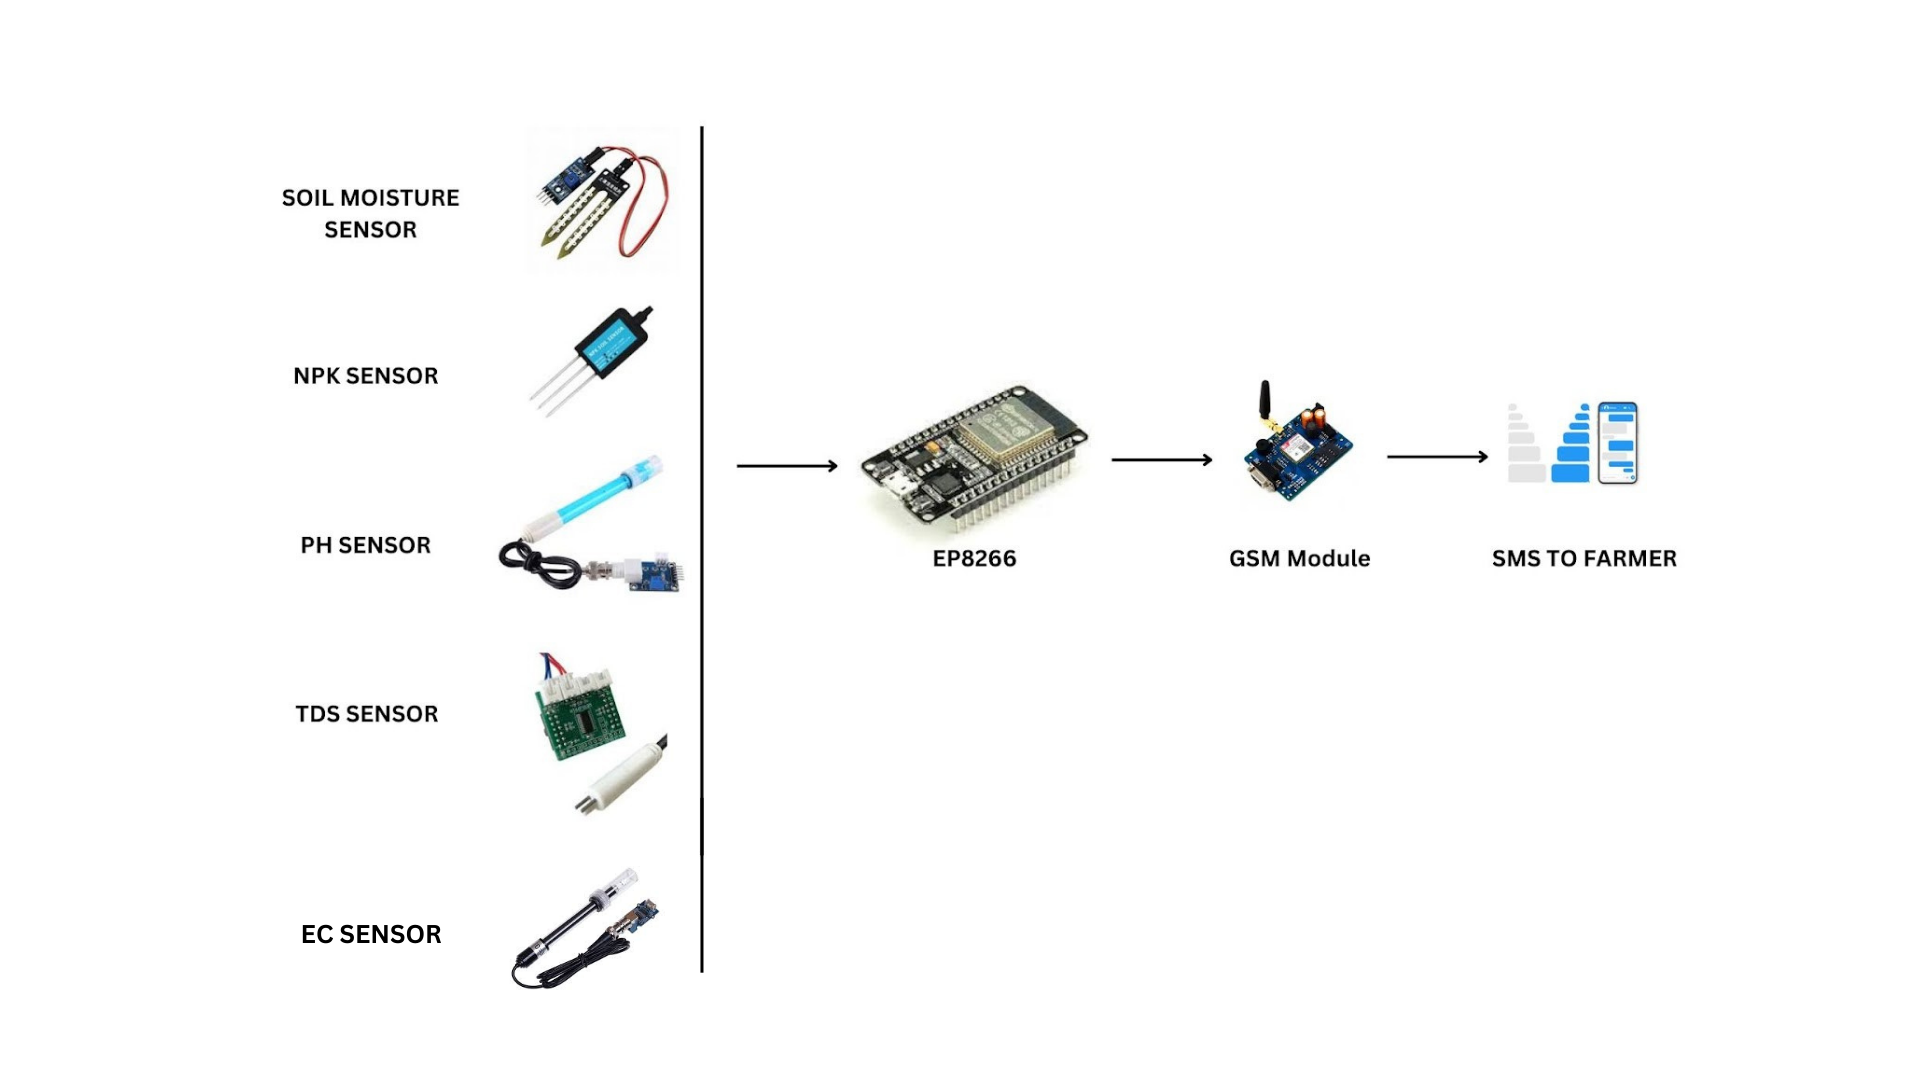 SOIL MOISTURE
SENSOR
NPK SENSOR
PH SENSOR
TDS SENSOR
EC SENSOR
EP8266
GSM Module
SMS TO FARMER